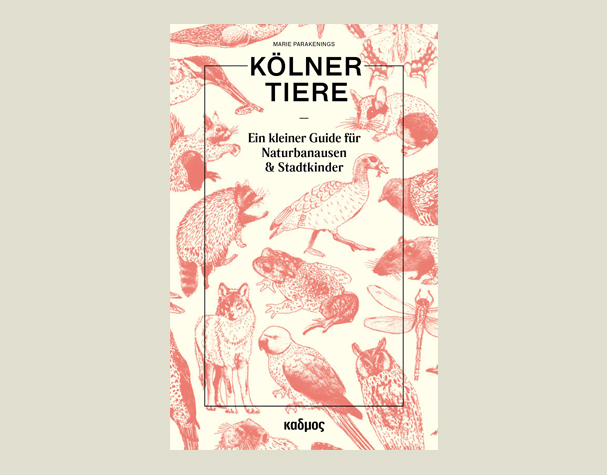 MARIE PARAKENINGS
KÖLNER
TIERE
Ein kleiner Guide für
Naturbanausen
& Stadtkinder
καδμος